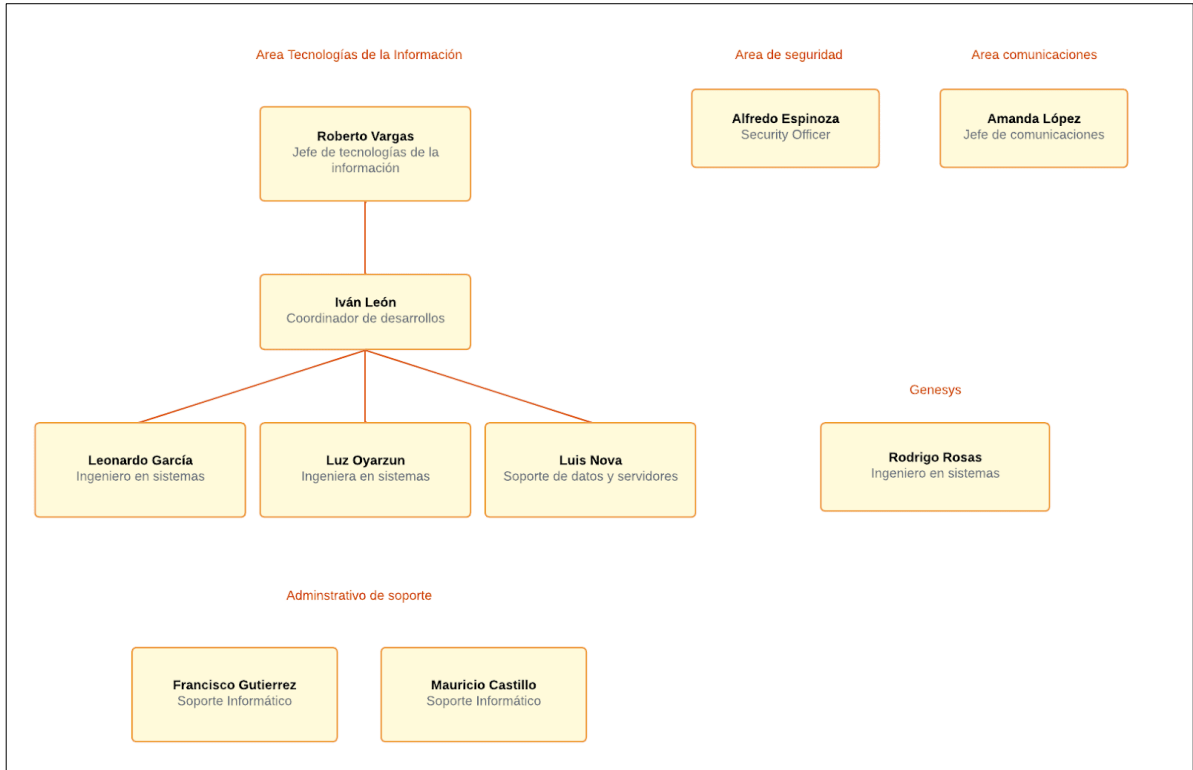 Area Tecnologías de la Información
Area de seguridad
Area comunicaciones
Roberto Vargas
Jefe de tecnologías de la
información
Alfredo Espinoza
Security Officer
Amanda López
Jefe de comunicaciones
Iván León
Coordinador de desarrollos
Genesys
Leonardo García
Ingeniero en sistemas
Luz Oyarzun
Ingeniera en sistemas
Luis Nova
Soporte de datos y servidores
Rodrigo Rosas
Ingeniero en sistemas
Adminstrativo de soporte
Francisco Gutierrez
Soporte Informático
Mauricio Castillo
Soporte Informático